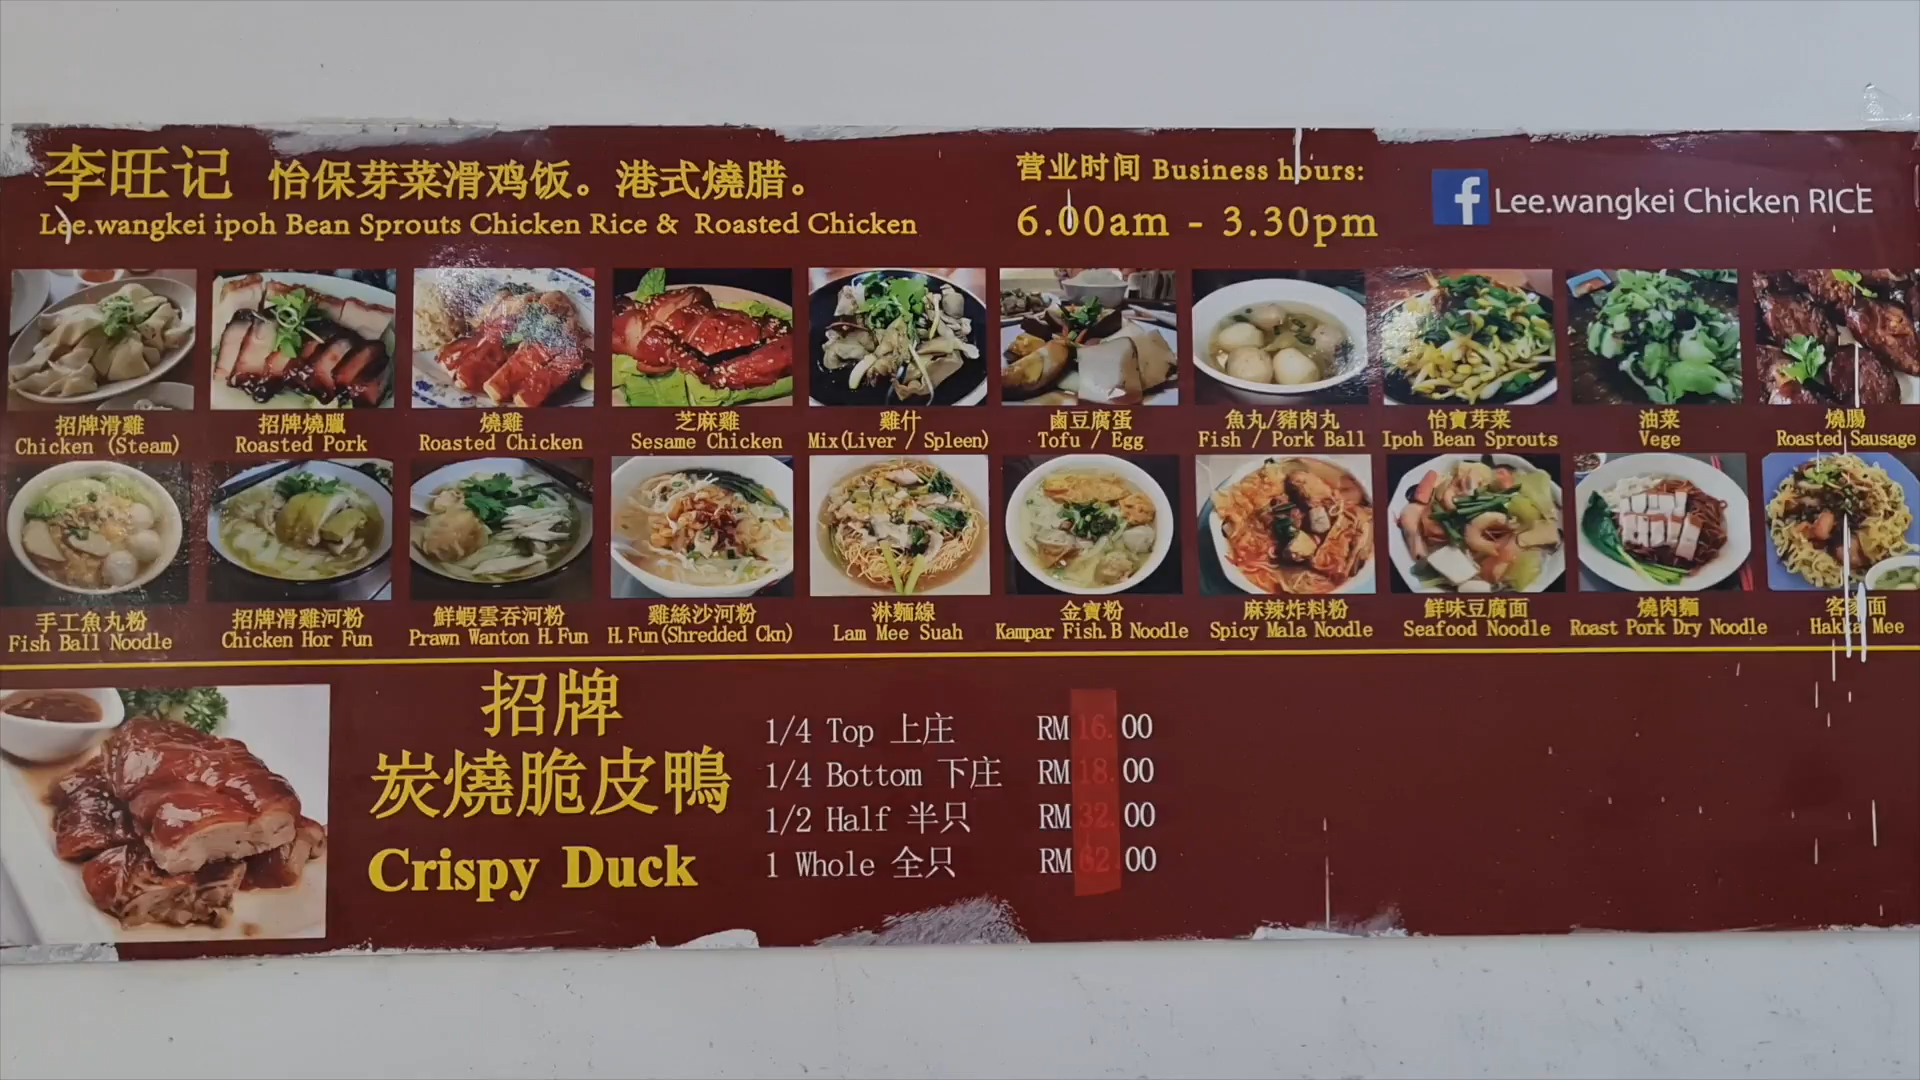 李旺记 怡保芽菜滑鸡饭。港式燒腊。
Lee.wangkei ipoh Bean Sprouts Chicken Rice & Roasted Chicken
营业时间 Business hours:
6.00am - 3.30pm
f Lee.wangkei Chicken RICE
招牌滑雞 招牌燒臘 燒雞 芝麻雞 雞什 鹵豆腐蛋 魚丸/豬肉丸 怡寶芽菜 油菜 燒腸
Chicken (Steam) Roasted Pork Roasted Chicken Sesame Chicken Mix(Liver / Spleen) Tofu / Egg Fish / Pork Ball Ipoh Bean Sprouts Vege Roasted Sausage
手工魚丸粉 招牌滑雞河粉 鮮蝦雲吞河粉 雞絲沙河粉 淋麵線 金寶粉 麻辣炸料粉 鮮味豆腐面 燒肉麵 客家面
Fish Ball Noodle Chicken Hor Fun Prawn Wanton H.Fun H.Fun(Shredded Ckn) Lam Mee Suah Kampar Fish.B Noodle Spicy Mala Noodle Seafood Noodle Roast Pork Dry Noodle Hakka Mee
招牌
炭燒脆皮鴨
Crispy Duck
1/4 Top 上庄 RM 16.00
1/4 Bottom 下庄 RM 18.00
1/2 Half 半只 RM 32.00
1 Whole 全只 RM 62.00